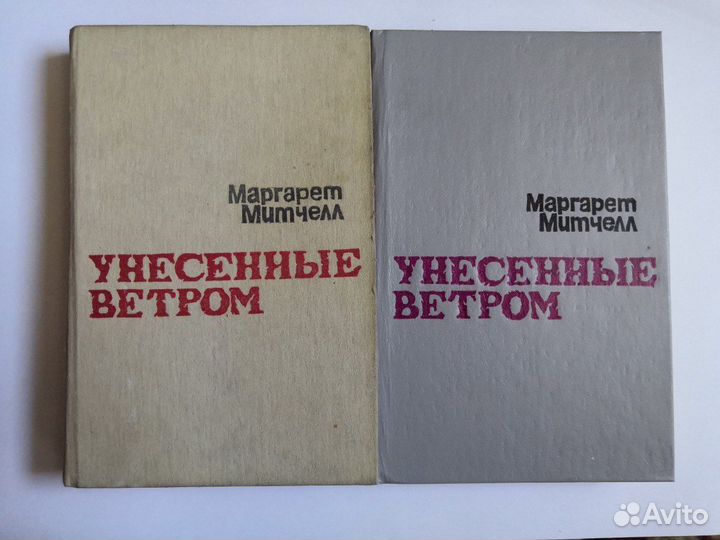 Маргарет
Митчелл
УНЕСЕННЫЕ
ВЕТРОМ
Маргарет
Митчелл
УНЕСЕННЫЕ
ВЕТРОМ
Avito